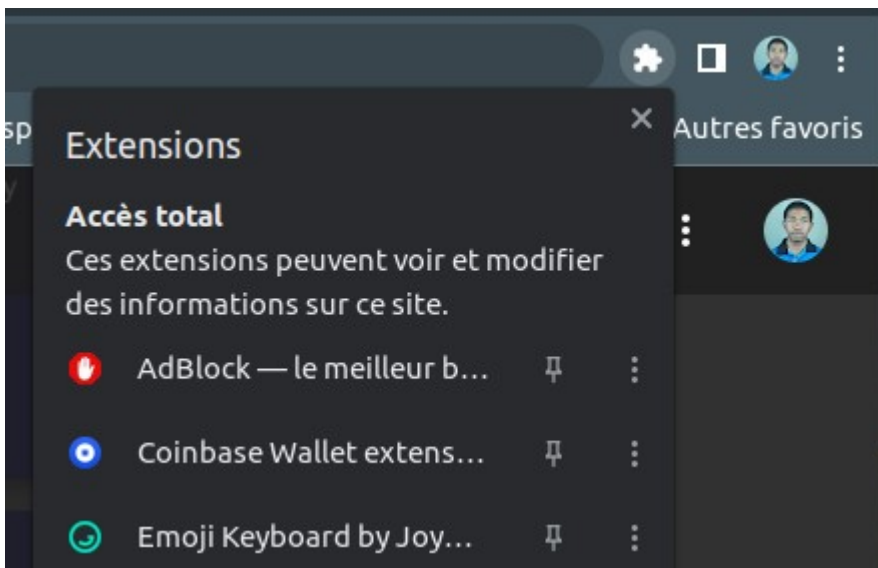 sp
Autres favoris
y
Extensions
Accès total
Ces extensions peuvent voir et modifier
des informations sur ce site.
AdBlock — le meilleur b...
Coinbase Wallet extens...
Emoji Keyboard by Joy...